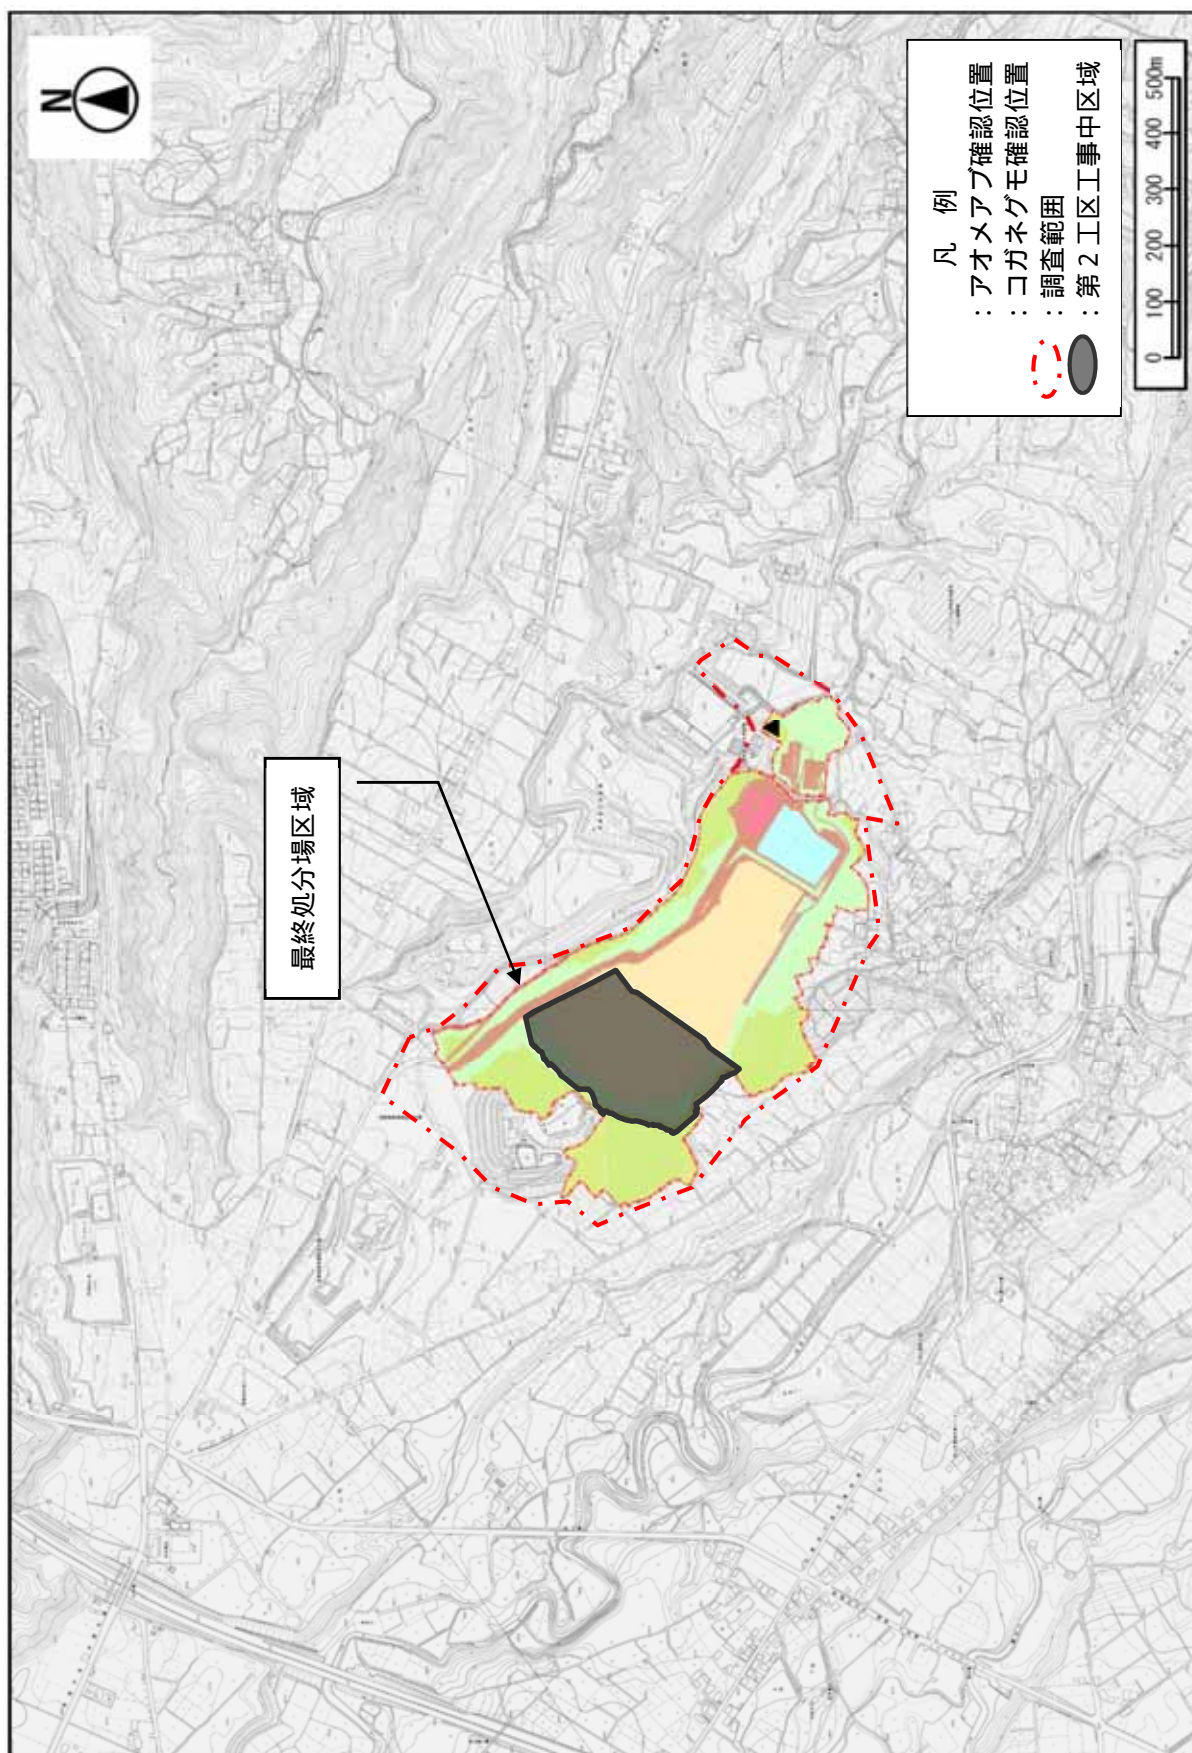 N
最終処分場区域
凡 例
：アオメアブ確認位置
：コガネグモ確認位置
：調査範囲
：第２工区工事中区域
0 100 200 300 400 500m